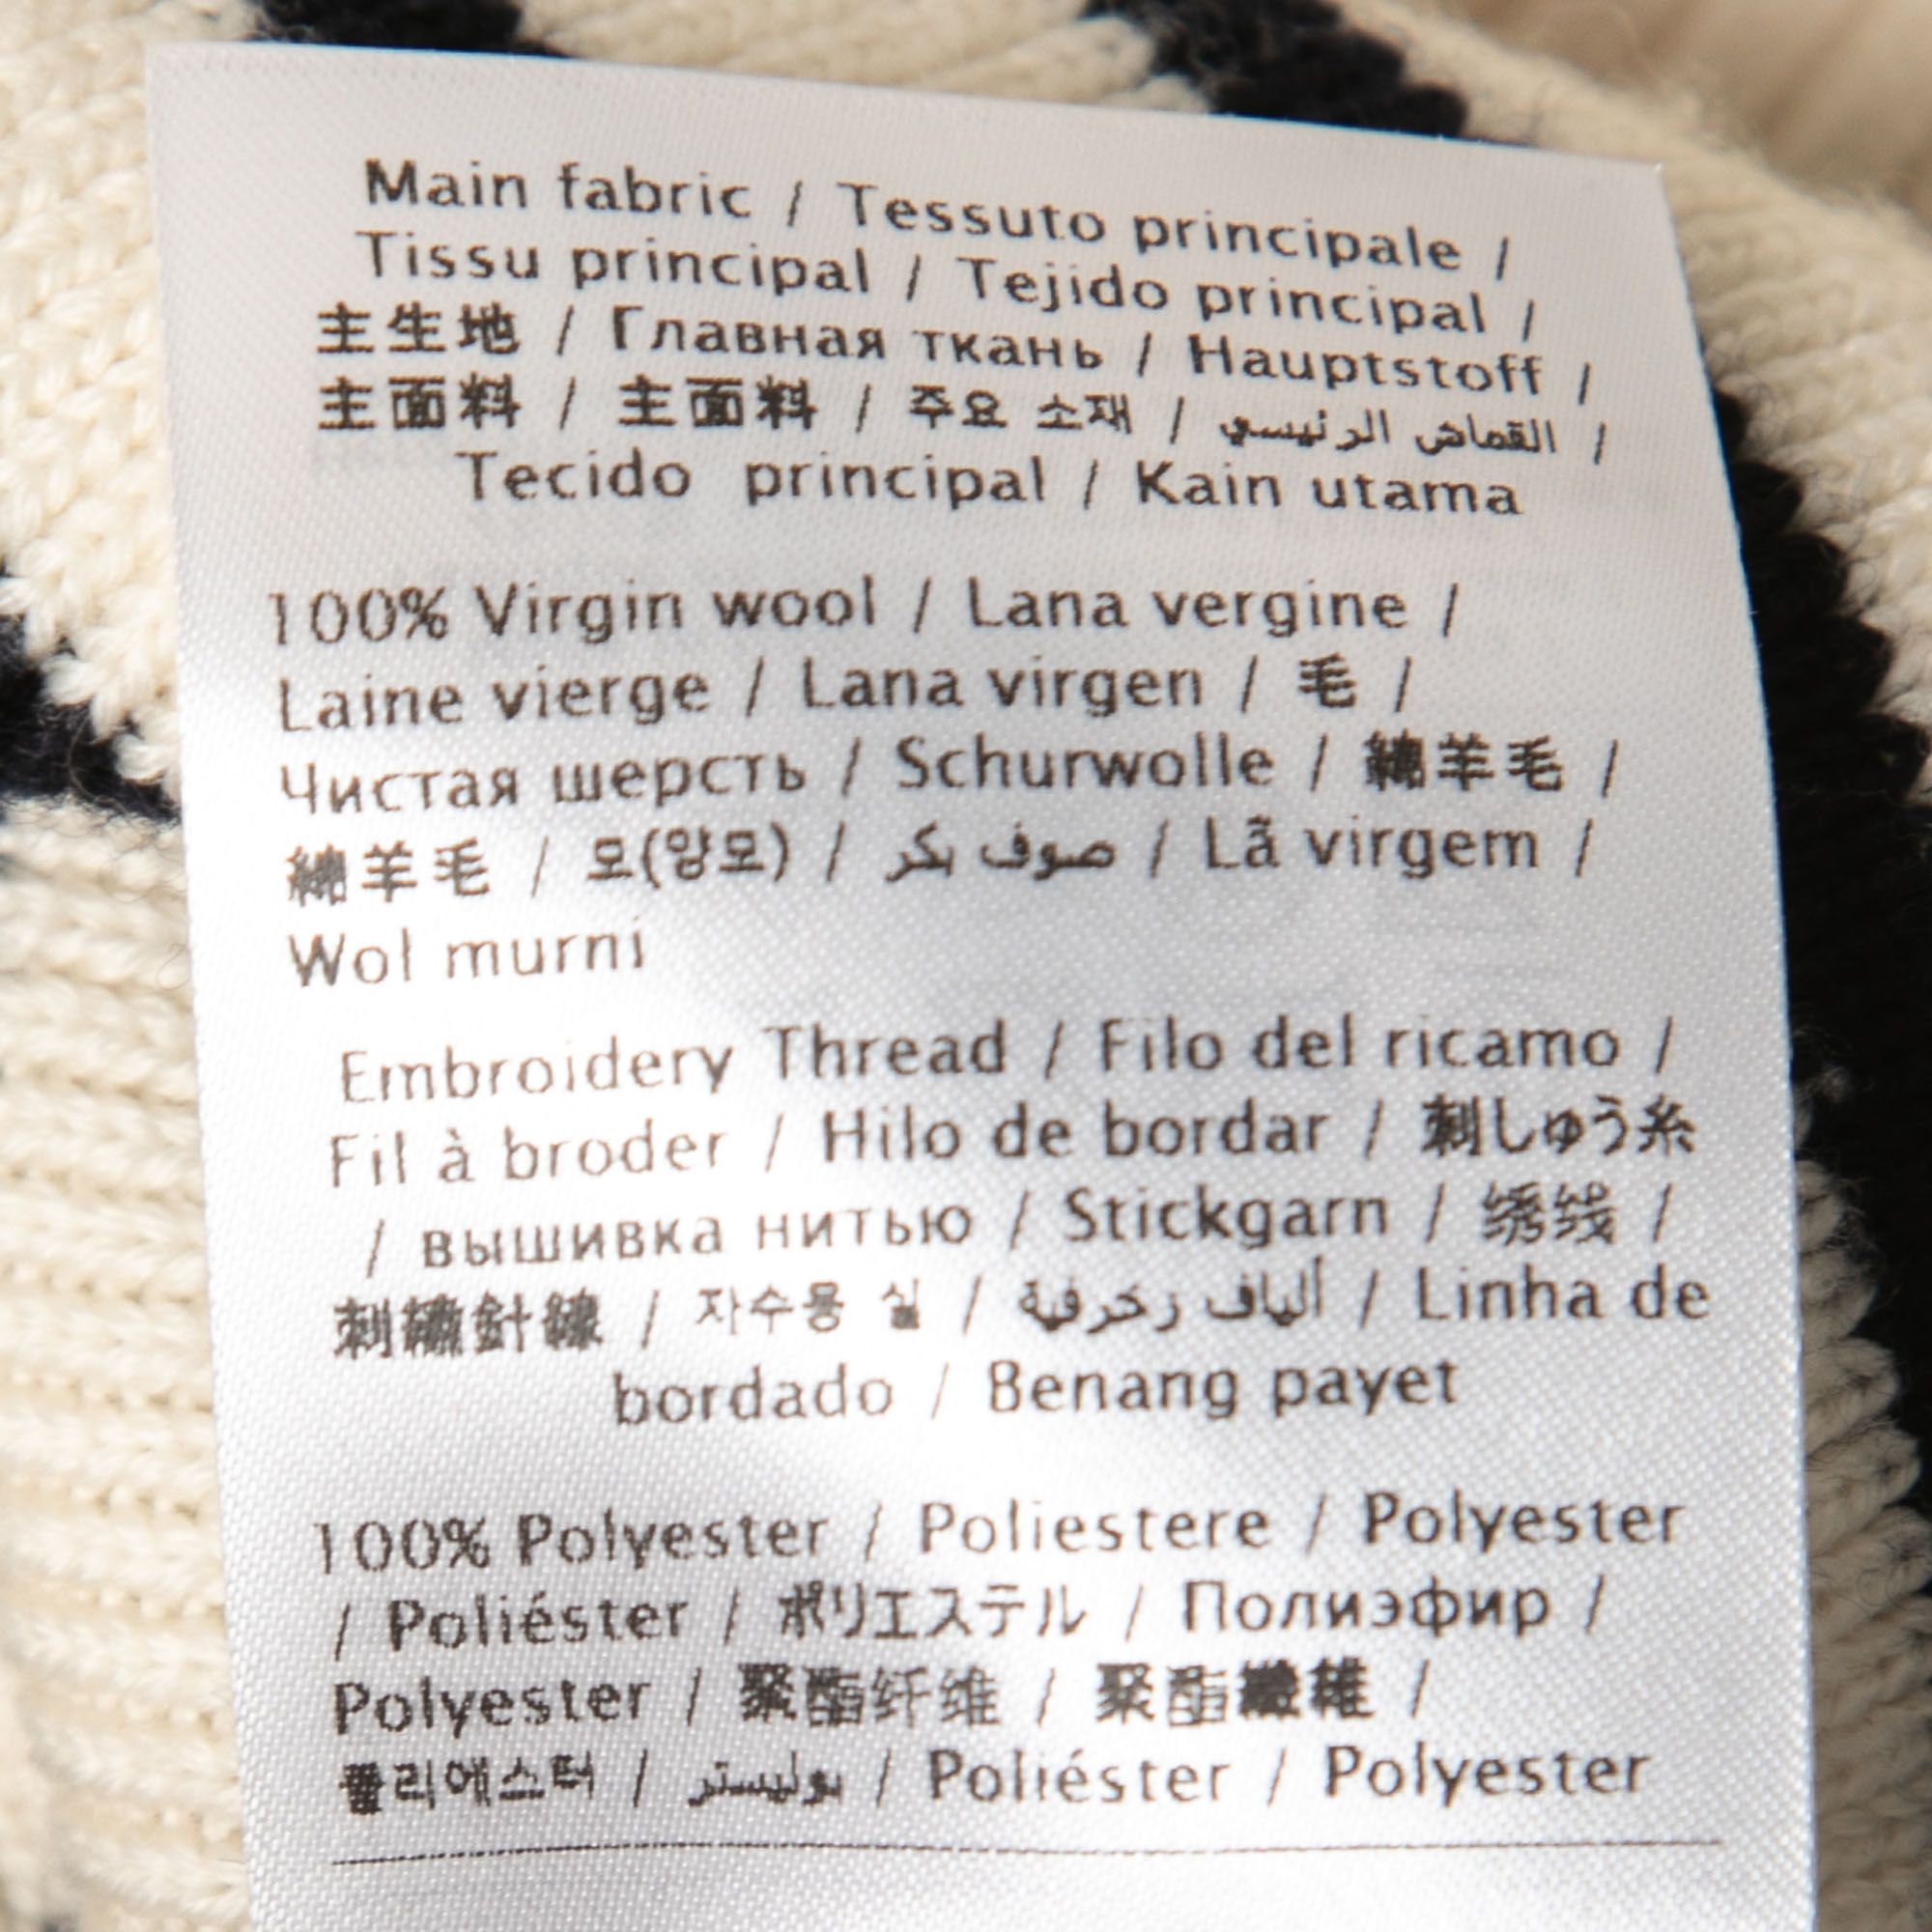 Main fabric / Tessuto principale /
Tissu principal / Tejido principal /
主生地 / Главная ткань / Hauptstoff /
主面料 / 主面料 / 주요 소재 / القماش الرئيسي /
Tecido principal / Kain utama
100% Virgin wool / Lana vergine /
Laine vierge / Lana virgen / 毛 /
Чистая шерсть / Schurwolle / 綿羊毛 /
綿羊毛 / 모(양모) / صوف بكر / Lã virgem /
Wol murni
Embroidery Thread / Filo del ricamo /
Fil à broder / Hilo de bordar / 刺しゅう糸
/ вышивка нитью / Stickgarn / 绣线 /
刺繡針線 / 자수용 실 / ألياف زخرفية / Linha de
bordado / Benang payet
100% Polyester / Poliestere / Polyester
/ Poliéster / ポリエステル / Полиэфир /
Polyester / 聚酯纤维 / 聚酯纖維 /
폴리에스터 / بوليستر / Poliéster / Polyester